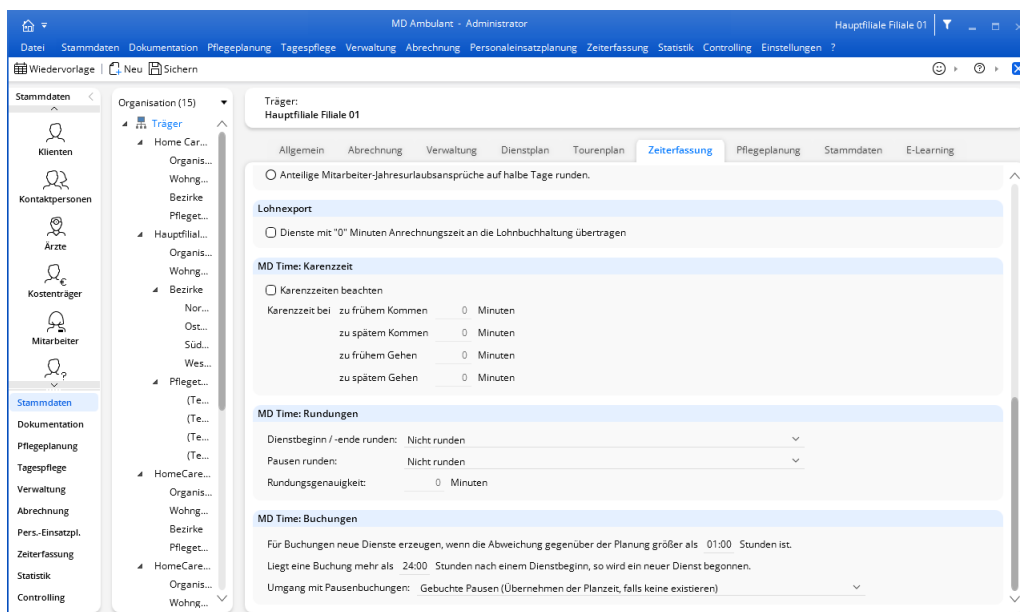 MD Ambulant - Administrator
Hauptfiliale Filiale 01
Datei Stammdaten Dokumentation Pflegeplanung Tagespflege Verwaltung Abrechnung Personaleinsatzplanung Zeiterfassung Statistik Controlling Einstellungen ?
Wiedervorlage Neu Sichern
Stammdaten
Klienten
Kontaktpersonen
Ärzte
Kostenträger
Mitarbeiter
Stammdaten
Dokumentation
Pflegeplanung
Tagespflege
Verwaltung
Abrechnung
Pers.-Einsatzpl.
Zeiterfassung
Statistik
Controlling
Organisation (15)
Träger
Home Car...
Organis...
Wohng...
Bezirke
Pfleget...
Hauptfilial...
Organis...
Wohng...
Bezirke
Nor...
Ost...
Süd...
Wes...
Pfleget...
(Te...
(Te...
(Te...
(Te...
HomeCare...
Organis...
Wohng...
Bezirke
Pfleget...
HomeCare...
Organis...
Wohng...
Träger:
Hauptfiliale Filiale 01
Allgemein Abrechnung Verwaltung Dienstplan Tourenplan Zeiterfassung Pflegeplanung Stammdaten E-Learning
Anteilige Mitarbeiter-Jahresurlaubsansprüche auf halbe Tage runden.
Lohnexport
Dienste mit "0" Minuten Anrechnungszeit an die Lohnbuchhaltung übertragen
MD Time: Karenzzeit
Karenzzeiten beachten
Karenzzeit bei zu frühem Kommen 0 Minuten
zu spätem Kommen 0 Minuten
zu frühem Gehen 0 Minuten
zu spätem Gehen 0 Minuten
MD Time: Rundungen
Dienstbeginn / -ende runden: Nicht runden
Pausen runden: Nicht runden
Rundungsgenauigkeit: 0 Minuten
MD Time: Buchungen
Für Buchungen neue Dienste erzeugen, wenn die Abweichung gegenüber der Planung größer als 01:00 Stunden ist.
Liegt eine Buchung mehr als 24:00 Stunden nach einem Dienstbeginn, so wird ein neuer Dienst begonnen.
Umgang mit Pausenbuchungen: Gebuchte Pausen (Übernehmen der Planzeit, falls keine existieren)